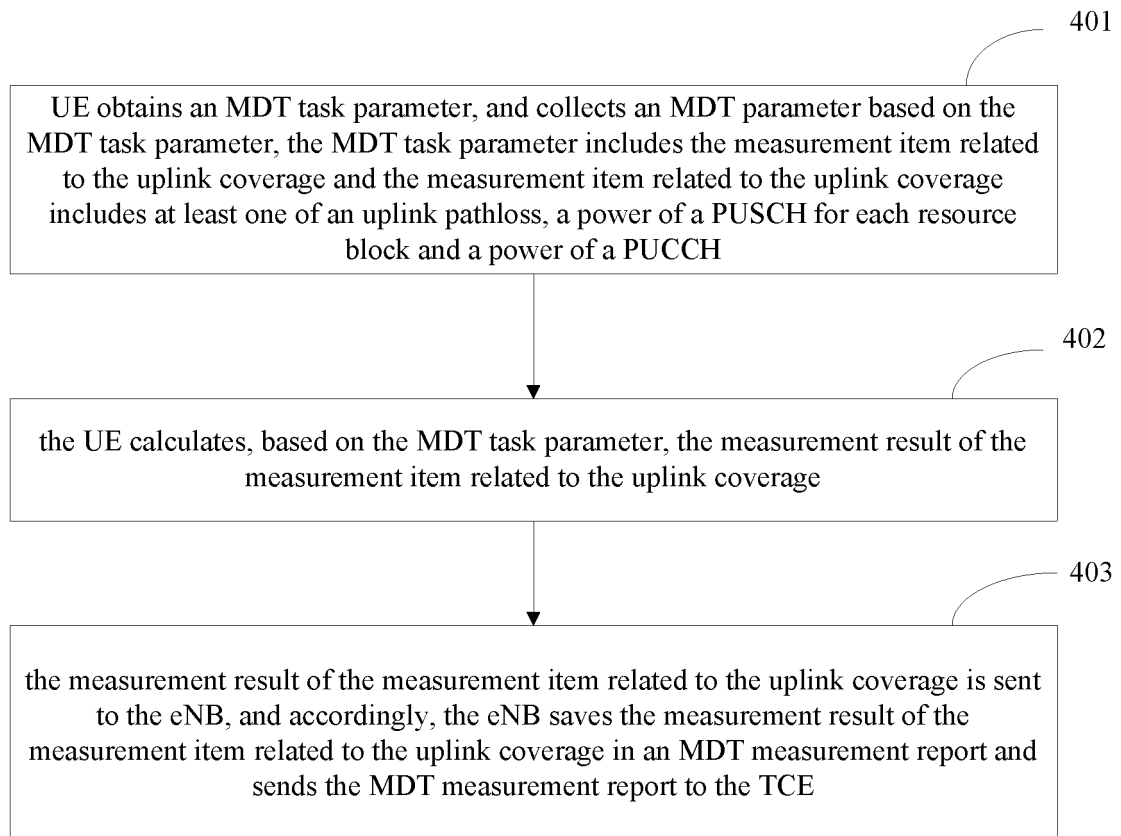 401
UE obtains an MDT task parameter, and collects an MDT parameter based on the
MDT task parameter, the MDT task parameter includes the measurement item related
to the uplink coverage and the measurement item related to the uplink coverage
includes at least one of an uplink pathloss, a power of a PUSCH for each resource
block and a power of a PUCCH
402
the UE calculates, based on the MDT task parameter, the measurement result of the
measurement item related to the uplink coverage
403
the measurement result of the measurement item related to the uplink coverage is sent
to the eNB, and accordingly, the eNB saves the measurement result of the
measurement item related to the uplink coverage in an MDT measurement report and
sends the MDT measurement report to the TCE